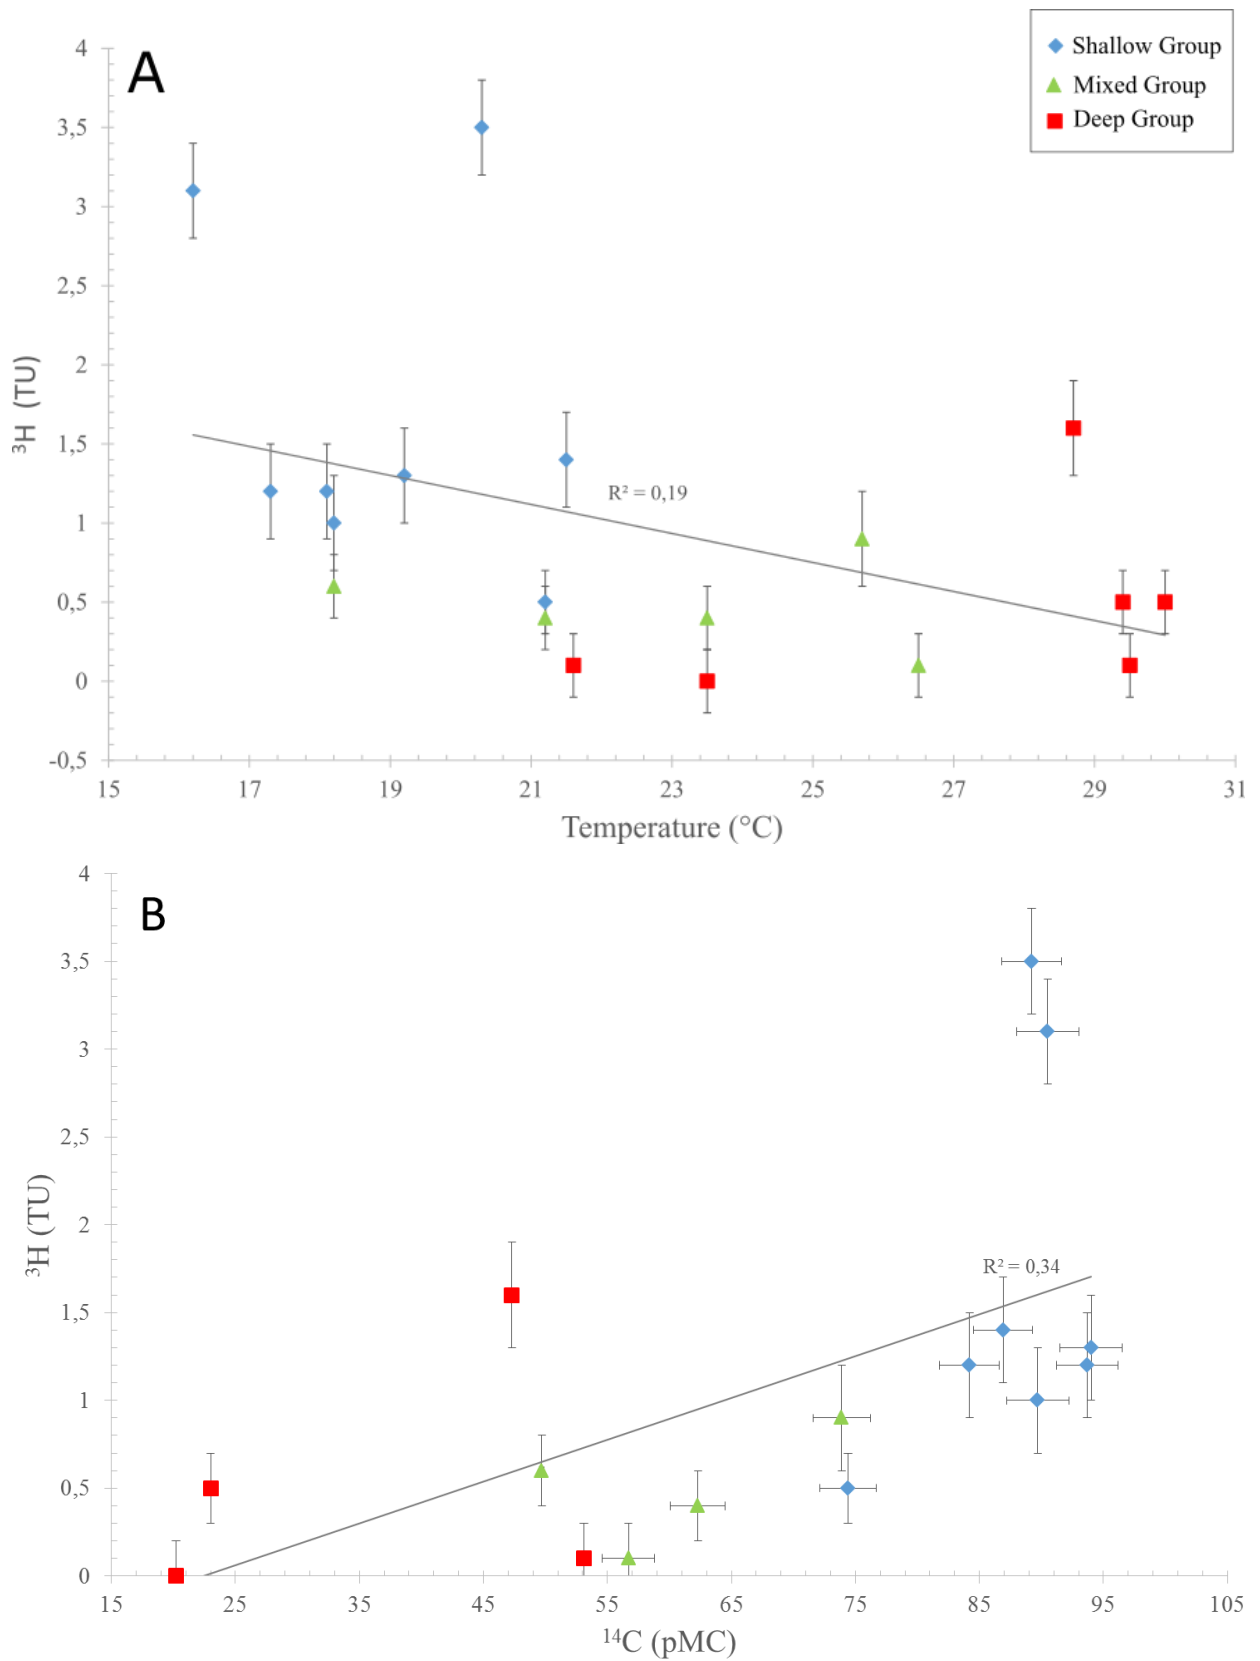 A
Shallow Group
Mixed Group
Deep Group
4
3,5
3
2,5
2
1,5
1
0,5
0
-0,5
³H (TU)
R² = 0,19
15 17 19 21 23 25 27 29 31
Temperature (°C)
B
4
3,5
3
2,5
2
1,5
1
0,5
0
³H (TU)
R² = 0,34
15 25 35 45 55 65 75 85 95 105
¹⁴C (pMC)